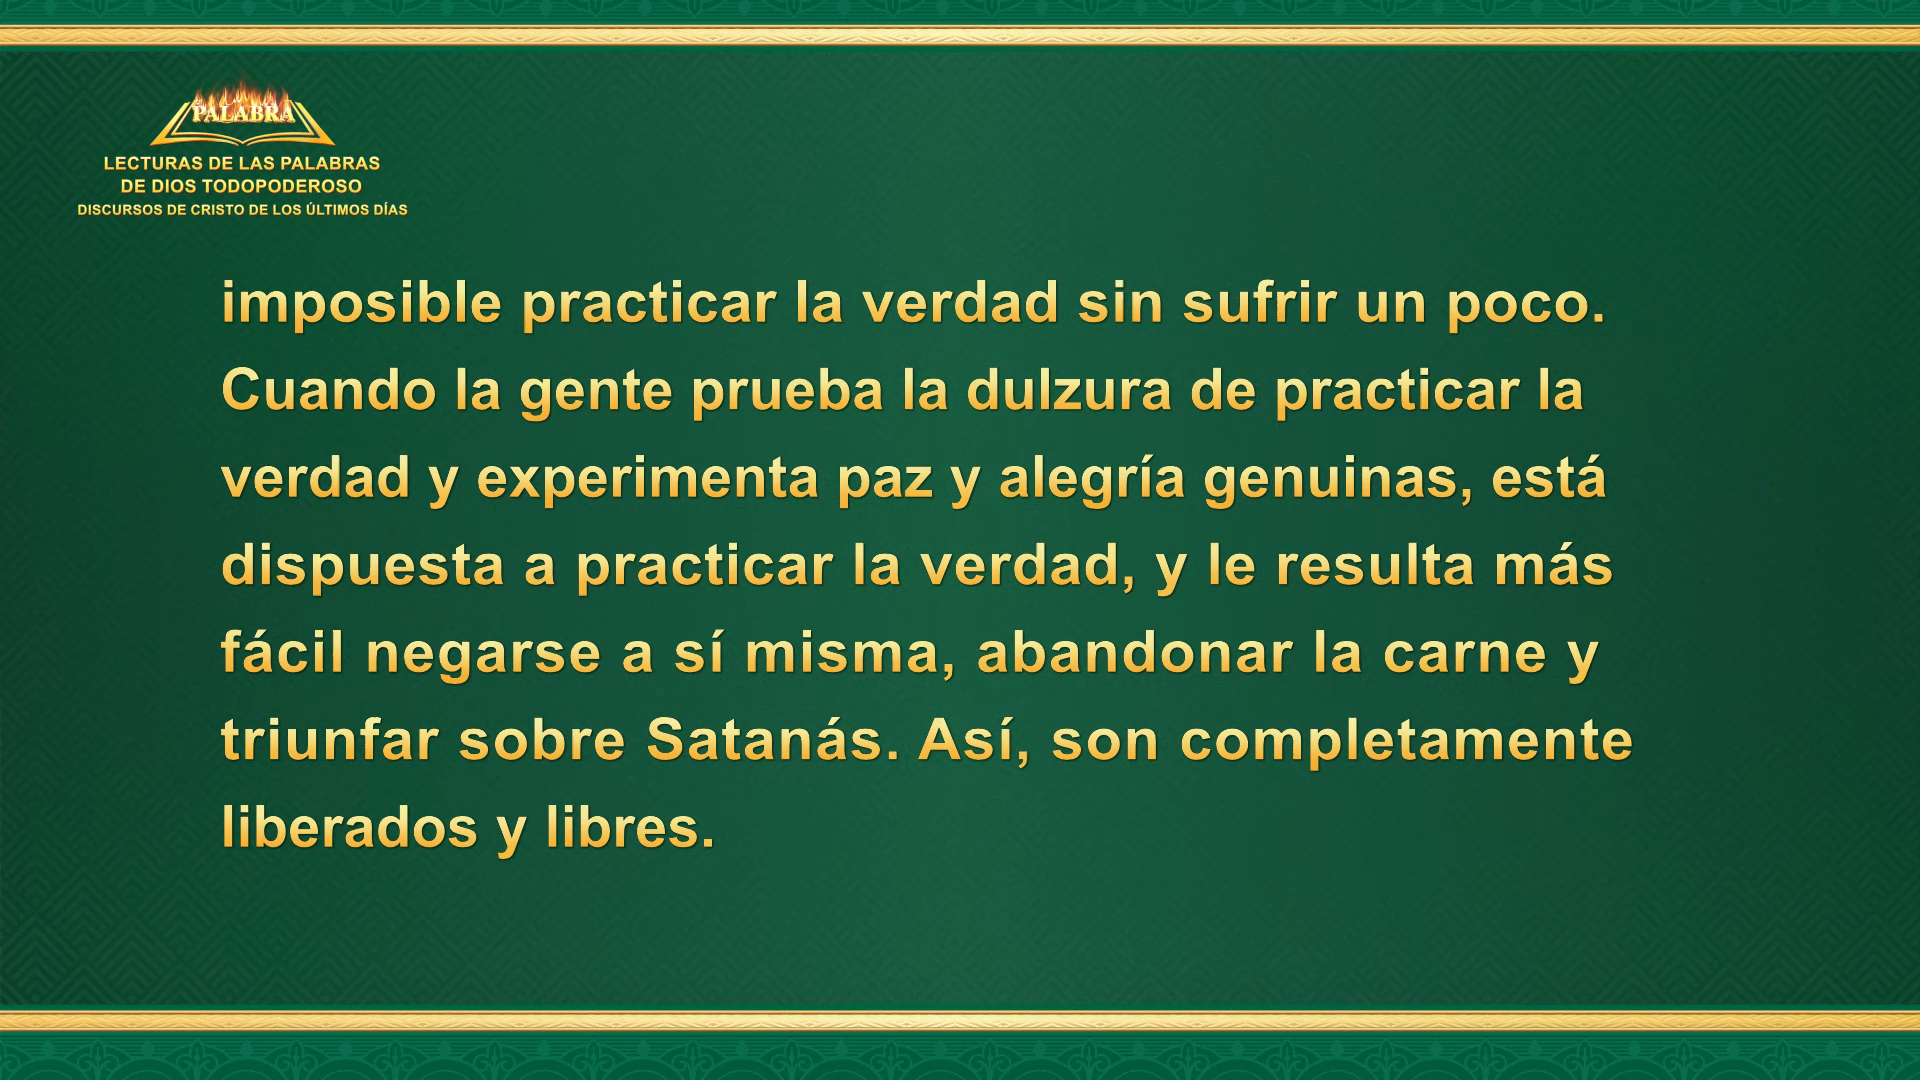 PALABRA
LECTURAS DE LAS PALABRAS
DE DIOS TODOPODEROSO
DISCURSOS DE CRISTO DE LOS ÚLTIMOS DÍAS
imposible practicar la verdad sin sufrir un poco.
Cuando la gente prueba la dulzura de practicar la
verdad y experimenta paz y alegría genuinas, está
dispuesta a practicar la verdad, y le resulta más
fácil negarse a sí misma, abandonar la carne y
triunfar sobre Satanás. Así, son completamente
liberados y libres.